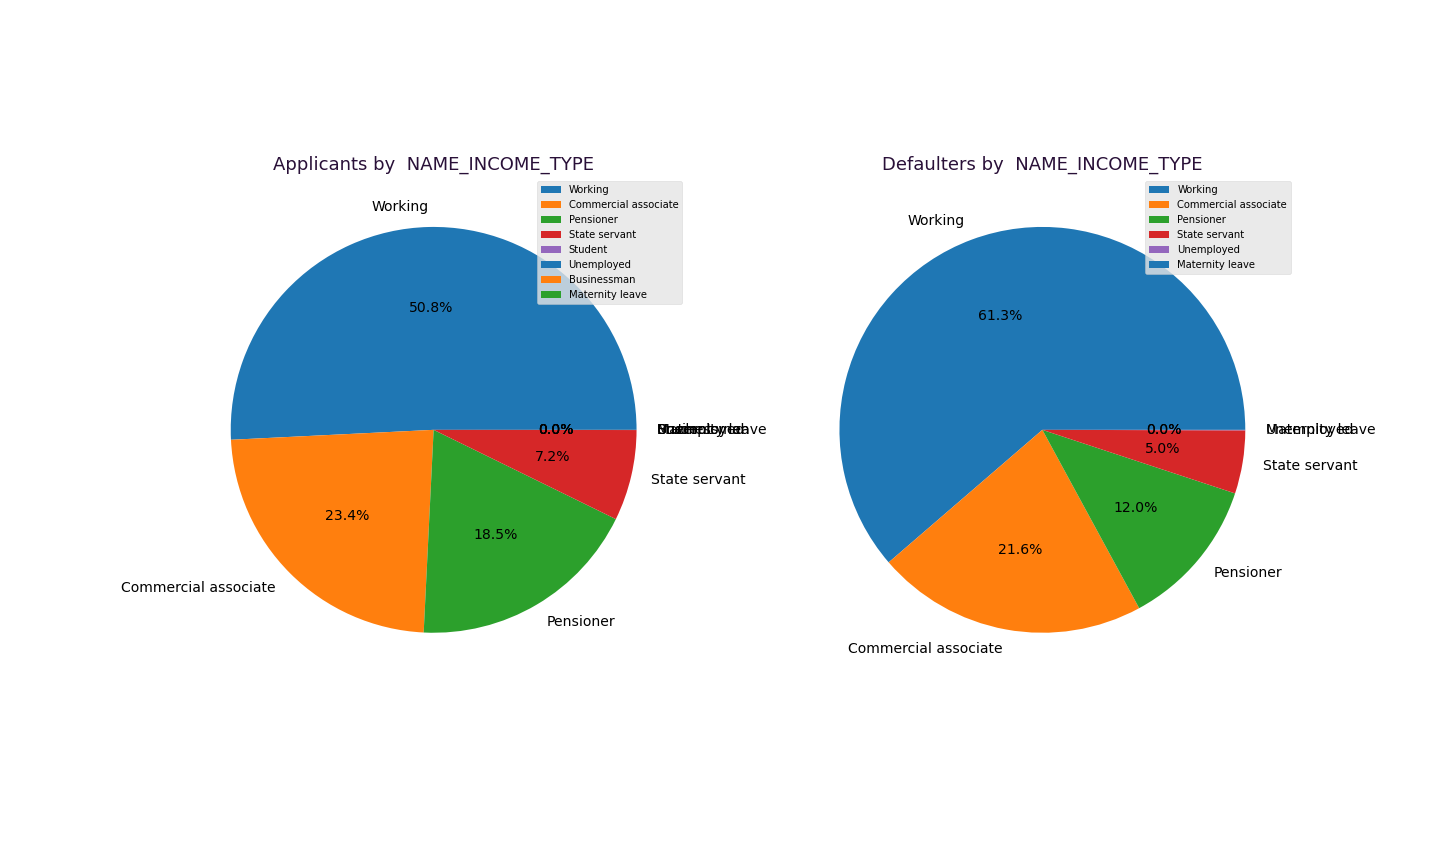 Applicants by  NAME_INCOME_TYPE
Working
Commercial associate
Pensioner
State servant
Student
Unemployed
Businessman
Maternity leave
Working
50.8%
0.0%
7.2%
State servant
23.4%
18.5%
Commercial associate
Pensioner
Defaulters by  NAME_INCOME_TYPE
Working
Commercial associate
Pensioner
State servant
Unemployed
Maternity leave
Working
61.3%
0.0%
Maternity leave
5.0%
State servant
12.0%
21.6%
Pensioner
Commercial associate